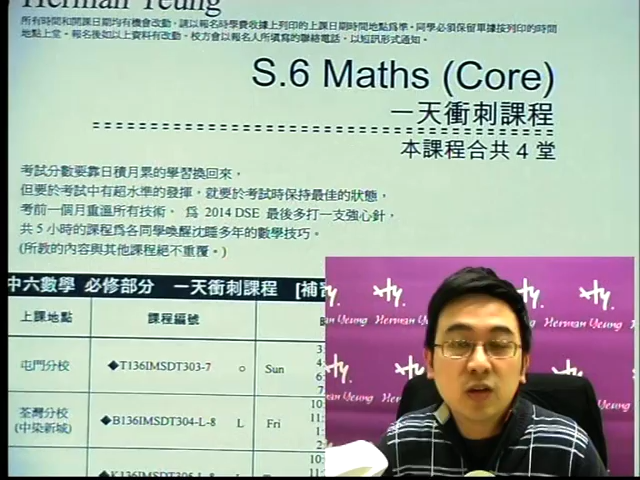 Herman Yeung
所有時間和開課日期均有機會改動，請以報名時學費收據上列印的上課日期時間地點為準。同學必須保留單據按列印的時間
地點上堂。報名後如以上資料有改動，校方會以報名人所填寫的聯絡電話，以短訊形式通知。
S.6 Maths (Core)
一天衝刺課程
本課程合共 4 堂
考試分數要靠日積月累的學習換回來，
但要於考試中有超水準的發揮，就要於考試時保持最佳的狀態，
考前一個月重溫所有技術，為 2014 DSE 最後多打一支強心針，
共 5 小時的課程為各同學喚醒沈睡多年的數學技巧。
(所教的內容與其他課程絕不重覆。)
中六數學 必修部分 一天衝刺課程 [補
上課地點 課程編號
屯門分校 ◆T136IMSDT303-7 ○ Sun
荃灣分校 ◆B136IMSDT304-L-8 L Fri
(中染新城)
hy. hy. hy.
Herman Yeung Herman Yeung